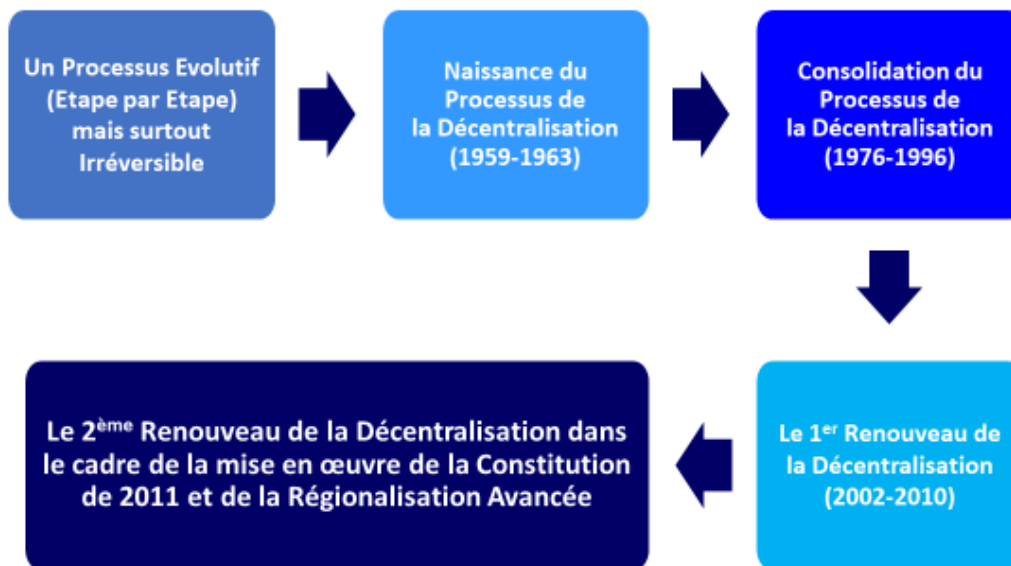 Un Processus Evolutif
(Etape par Etape)
mais surtout
Irréversible
Naissance du
Processus de
la Décentralisation
(1959-1963)
Consolidation du
Processus de
la Décentralisation
(1976-1996)
Le 1er Renouveau de
la Décentralisation
(2002-2010)
Le 2ème Renouveau de la Décentralisation dans
le cadre de la mise en œuvre de la Constitution
de 2011 et de la Régionalisation Avancée